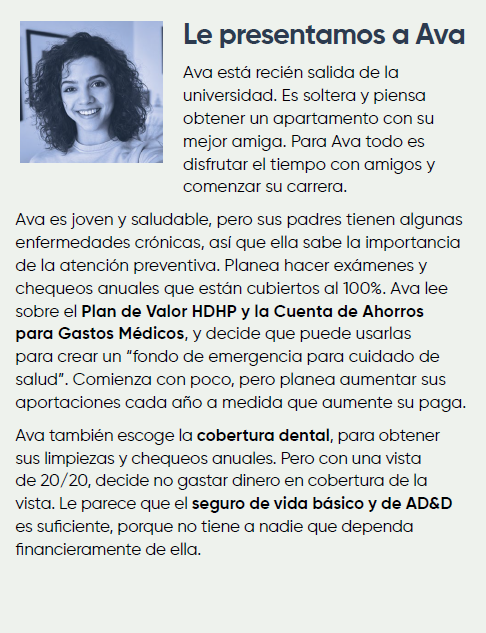 Le presentamos a Ava
Ava está recién salida de la
universidad. Es soltera y piensa
obtener un apartamento con su
mejor amiga. Para Ava todo es
disfrutar el tiempo con amigos y
comenzar su carrera.
Ava es joven y saludable, pero sus padres tienen algunas
enfermedades crónicas, así que ella sabe la importancia
de la atención preventiva. Planea hacer exámenes y
chequeos anuales que están cubiertos al 100%. Ava lee
sobre el Plan de Valor HDHP y la Cuenta de Ahorros
para Gastos Médicos, y decide que puede usarlas
para crear un “fondo de emergencia para cuidado de
salud”. Comienza con poco, pero planea aumentar sus
aportaciones cada año a medida que aumente su paga.
Ava también escoge la cobertura dental, para obtener
sus limpiezas y chequeos anuales. Pero con una vista
de 20/20, decide no gastar dinero en cobertura de la
vista. Le parece que el seguro de vida básico y de AD&D
es suficiente, porque no tiene a nadie que dependa
financieramente de ella.